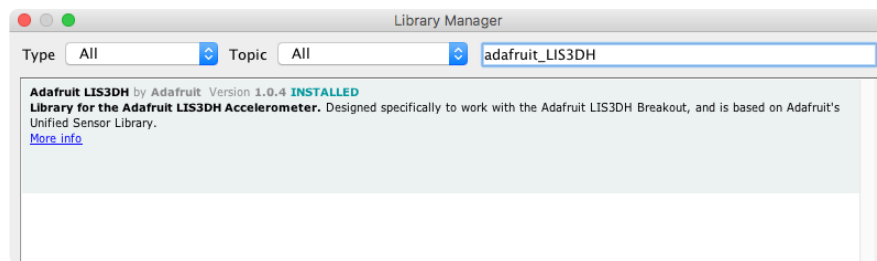 Library Manager
Type All Topic All adafruit_LIS3DH
Adafruit LIS3DH by Adafruit Version 1.0.4 INSTALLED
Library for the Adafruit LIS3DH Accelerometer. Designed specifically to work with the Adafruit LIS3DH Breakout, and is based on Adafruit's
Unified Sensor Library.
More info